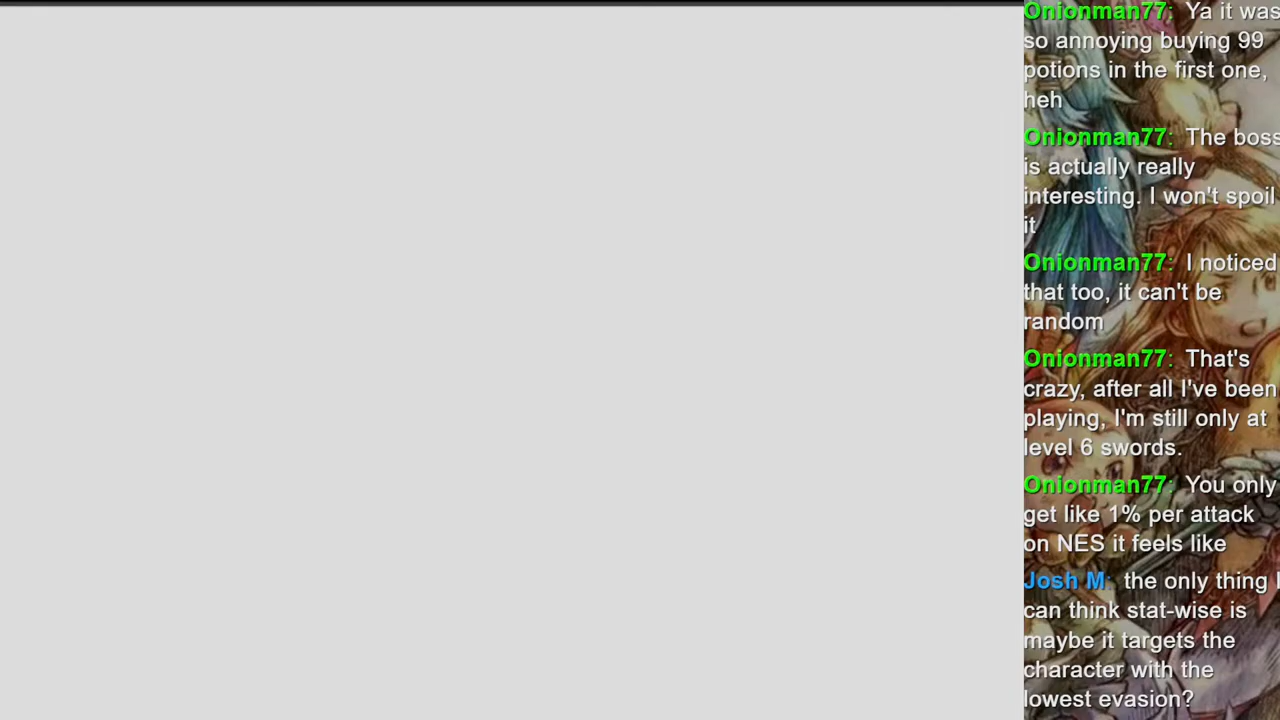 Onionman77: Ya it was
so annoying buying 99
potions in the first one,
heh
Onionman77: The boss
is actually really
interesting. I won't spoil
it
Onionman77: I noticed
that too, it can't be
random
Onionman77: That's
crazy, after all I've been
playing, I'm still only at
level 6 swords.
Onionman77: You only
get like 1% per attack
on NES it feels like
Josh M: the only thing I
can think stat-wise is
maybe it targets the
character with the
lowest evasion?